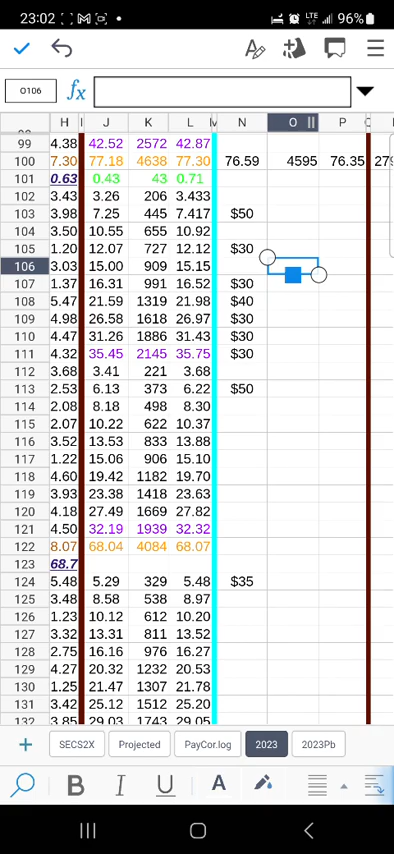 23:02 LTE 96%
O106 fx
H I J K L M N O P C
99 4.38 42.52 2572 42.87
100 7.30 77.18 4638 77.30 76.59 4595 76.35
101 0.63 0.43 43 0.71
102 3.43 3.26 206 3.433
103 3.98 7.25 445 7.417 $50
104 3.50 10.55 655 10.92
105 1.20 12.07 727 12.12 $30
106 3.03 15.00 909 15.15
107 1.37 16.31 991 16.52 $30
108 5.47 21.59 1319 21.98 $40
109 4.98 26.58 1618 26.97 $30
110 4.47 31.26 1886 31.43 $30
111 4.32 35.45 2145 35.75 $30
112 3.68 3.41 221 3.68
113 2.53 6.13 373 6.22 $50
114 2.08 8.18 498 8.30
115 2.07 10.22 622 10.37
116 3.52 13.53 833 13.88
117 1.22 15.06 906 15.10
118 4.60 19.42 1182 19.70
119 3.93 23.38 1418 23.63
120 4.18 27.49 1669 27.82
121 4.50 32.19 1939 32.32
122 8.07 68.04 4084 68.07
123 68.7
124 5.48 5.29 329 5.48 $35
125 3.48 8.58 538 8.97
126 1.23 10.12 612 10.20
127 3.32 13.31 811 13.52
128 2.75 16.16 976 16.27
129 4.27 20.32 1232 20.53
130 1.25 21.47 1307 21.78
131 3.42 25.12 1512 25.20
132 3.85 29.03 1743 29.05
+ SECS2X Projected PayCor.log 2023 2023Pb
B I U A